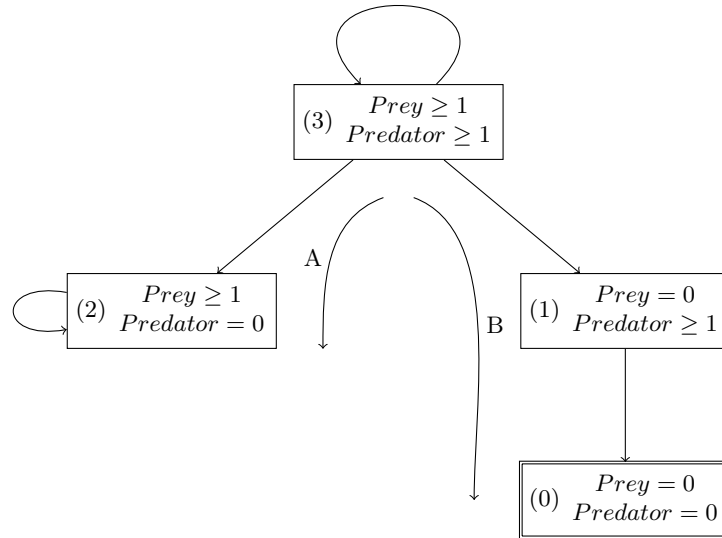 (3) Prey ≥ 1
Predator ≥ 1
A
(2) Prey ≥ 1
Predator = 0
B
(1) Prey = 0
Predator ≥ 1
(0) Prey = 0
Predator = 0